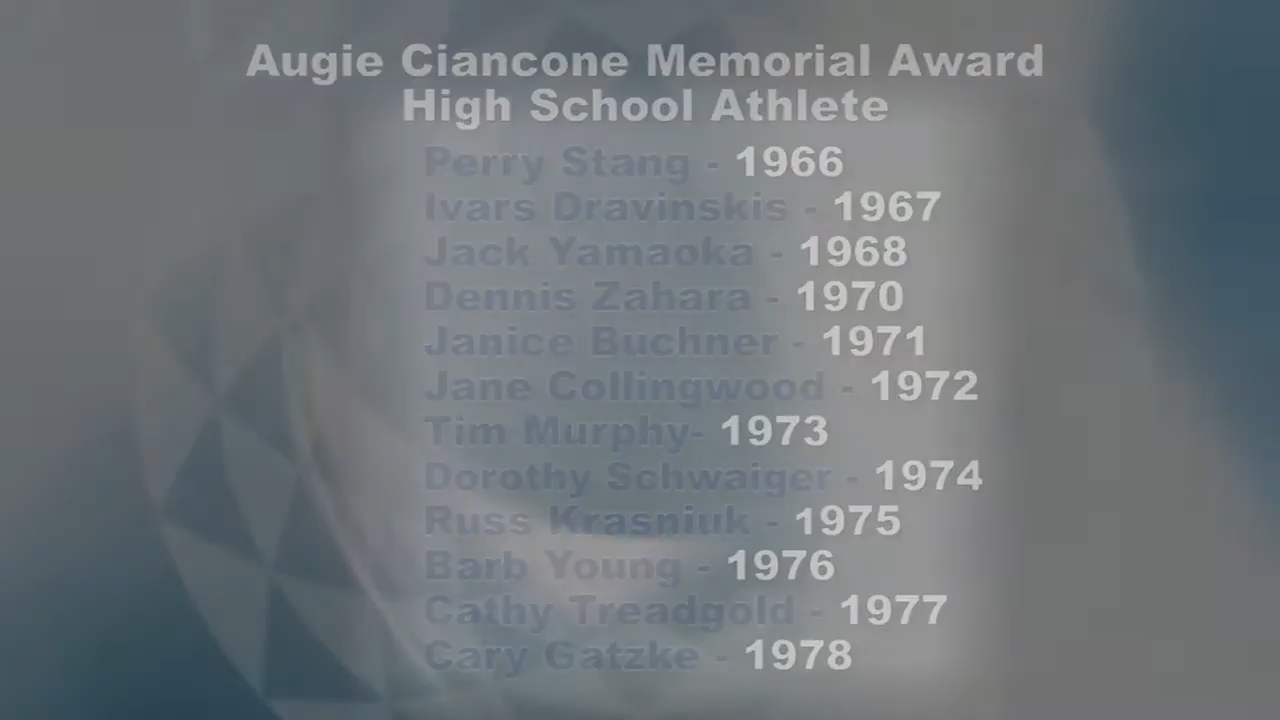 Augie Ciancone Memorial Award
High School Athlete
Perry Stang - 1966
Ivars Dravinskis - 1967
Jack Yamaoka - 1968
Dennis Zahara - 1970
Janice Buchner - 1971
Jane Collingwood - 1972
Tim Murphy- 1973
Dorothy Schwaiger - 1974
Russ Krasniuk - 1975
Barb Young - 1976
Cathy Treadgold - 1977
Cary Gatzke - 1978